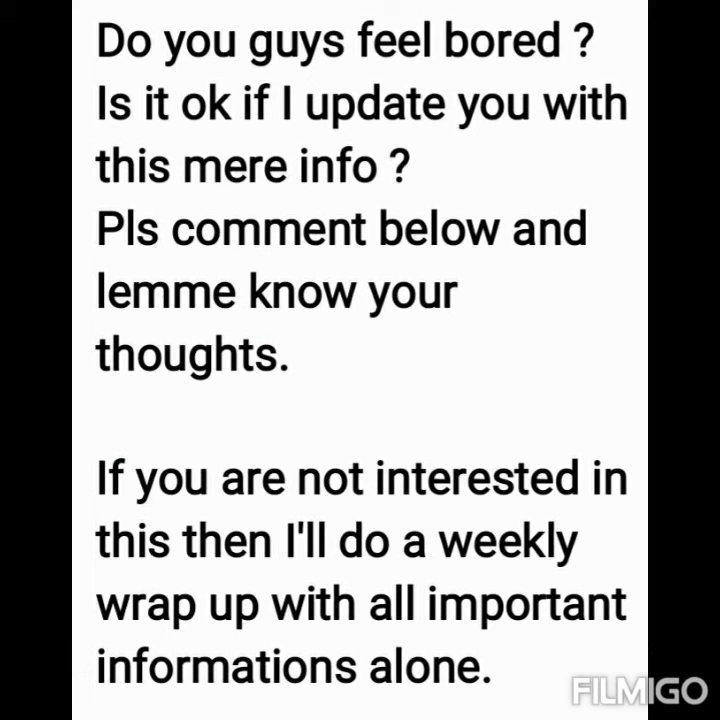 Do you guys feel bored ?
Is it ok if I update you with
this mere info ?
Pls comment below and
lemme know your
thoughts.
If you are not interested in
this then I'll do a weekly
wrap up with all important
informations alone.
FILMIGO